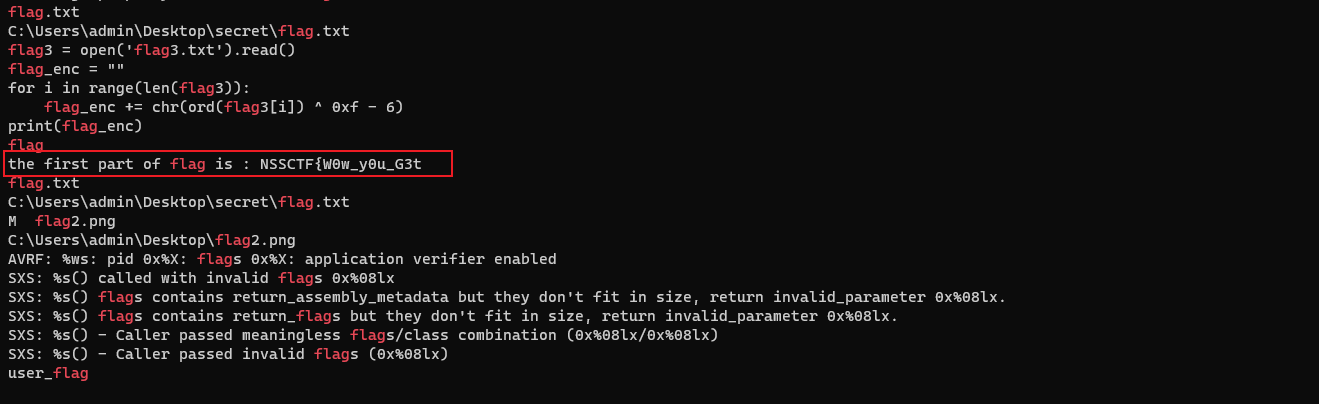 flag.txt
C:\Users\admin\Desktop\secret\flag.txt
flag3 = open('flag3.txt').read()
flag_enc = ""
for i in range(len(flag3)):
    flag_enc += chr(ord(flag3[i]) ^ 0xf - 6)
print(flag_enc)
flag
the first part of flag is : NSSCTF{W0w_y0u_G3t
flag.txt
C:\Users\admin\Desktop\secret\flag.txt
M  flag2.png
C:\Users\admin\Desktop\flag2.png
AVRF: %ws: pid 0x%X: flags 0x%X: application verifier enabled
SXS: %s() called with invalid flags 0x%08lx
SXS: %s() flags contains return_assembly_metadata but they don't fit in size, return invalid_parameter 0x%08lx.
SXS: %s() flags contains return_flags but they don't fit in size, return invalid_parameter 0x%08lx.
SXS: %s() - Caller passed meaningless flags/class combination (0x%08lx/0x%08lx)
SXS: %s() - Caller passed invalid flags (0x%08lx)
user_flag